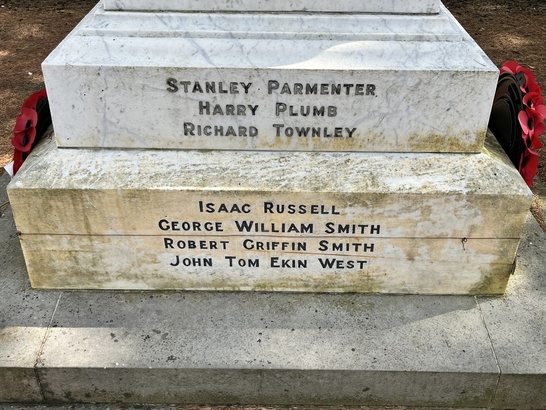 Stanley Parmenter
Harry Plumb
Richard Townley
Isaac Russell
George William Smith
Robert Griffin Smith
John Tom Ekin West